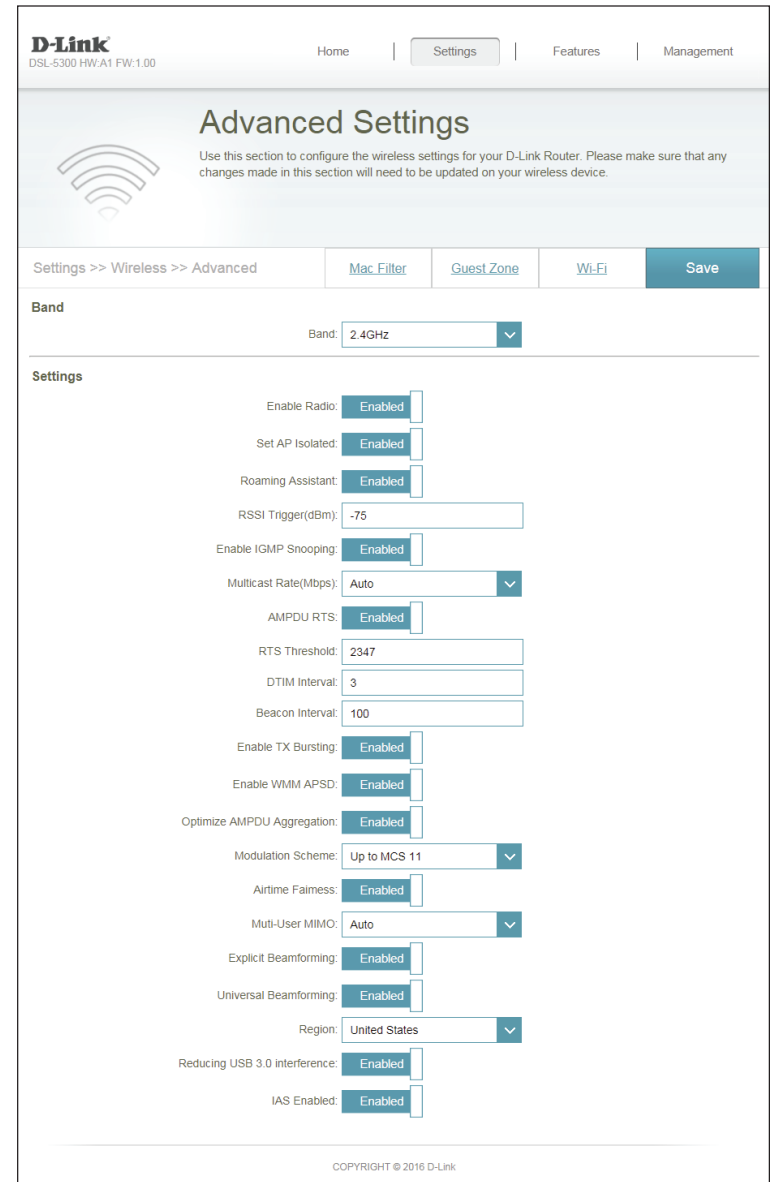 D-Link
DSL-5300 HW:A1 FW:1.00
Home | Settings | Features | Management
Advanced Settings
Use this section to configure the wireless settings for your D-Link Router. Please make sure that any
changes made in this section will need to be updated on your wireless device.
Settings >> Wireless >> Advanced Mac Filter Guest Zone Wi-Fi Save
Band
Band: 2.4GHz
Settings
Enable Radio: Enabled
Set AP Isolated: Enabled
Roaming Assistant: Enabled
RSSI Trigger(dBm): -75
Enable IGMP Snooping: Enabled
Multicast Rate(Mbps): Auto
AMPDU RTS: Enabled
RTS Threshold: 2347
DTIM Interval: 3
Beacon Interval: 100
Enable TX Bursting: Enabled
Enable WMM APSD: Enabled
Optimize AMPDU Aggregation: Enabled
Modulation Scheme: Up to MCS 11
Airtime Faimess: Enabled
Muti-User MIMO: Auto
Explicit Beamforming: Enabled
Universal Beamforming: Enabled
Region: United States
Reducing USB 3.0 interference: Enabled
IAS Enabled: Enabled
COPYRIGHT © 2016 D-Link